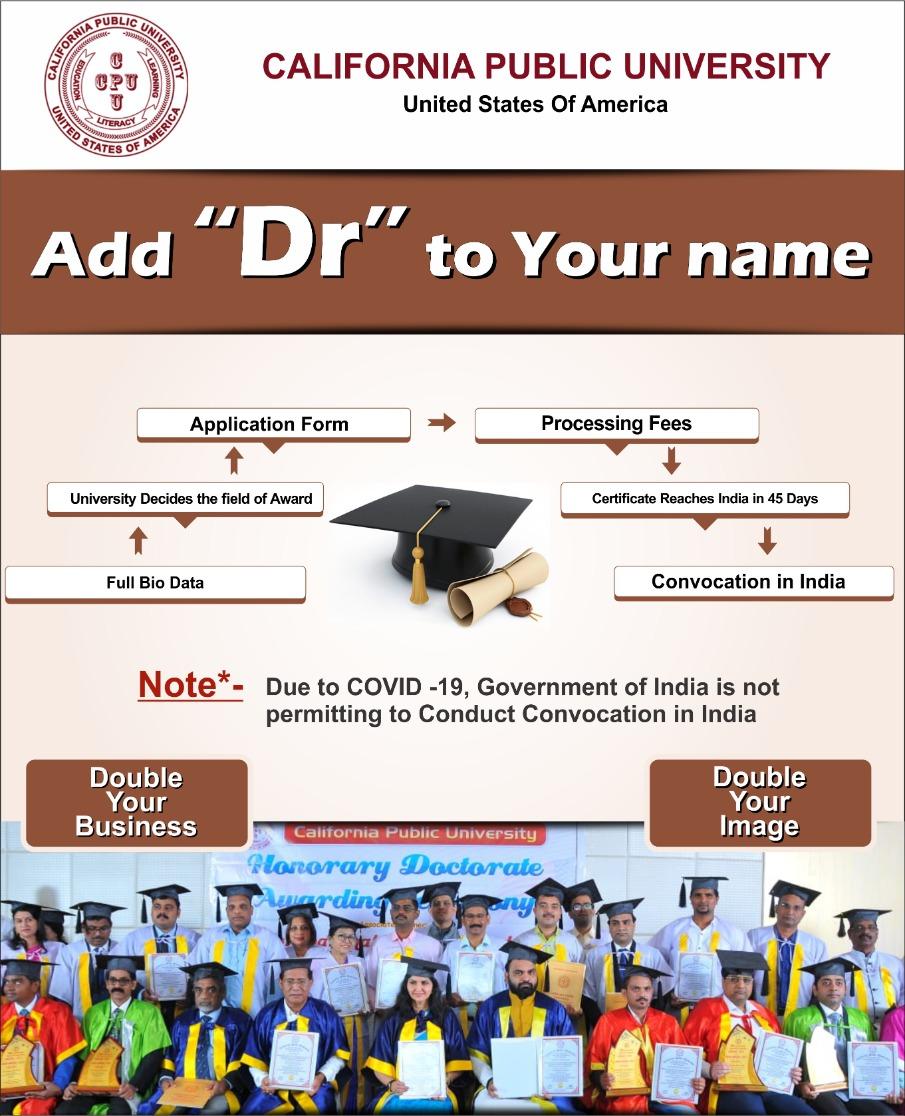 CALIFORNIA PUBLIC UNIVERSITY
UNITED STATES OF AMERICA
EDUCATION
LEARNING
LITERACY
C
CPU
U
CALIFORNIA PUBLIC UNIVERSITY
United States Of America
Add “Dr” to Your name
Application Form
Processing Fees
University Decides the field of Award
Certificate Reaches India in 45 Days
Full Bio Data
Convocation in India
Note*- Due to COVID -19, Government of India is not
permitting to Conduct Convocation in India
Double
Your
Business
Double
Your
Image
California Public University
Honorary Doctorate
Awarding